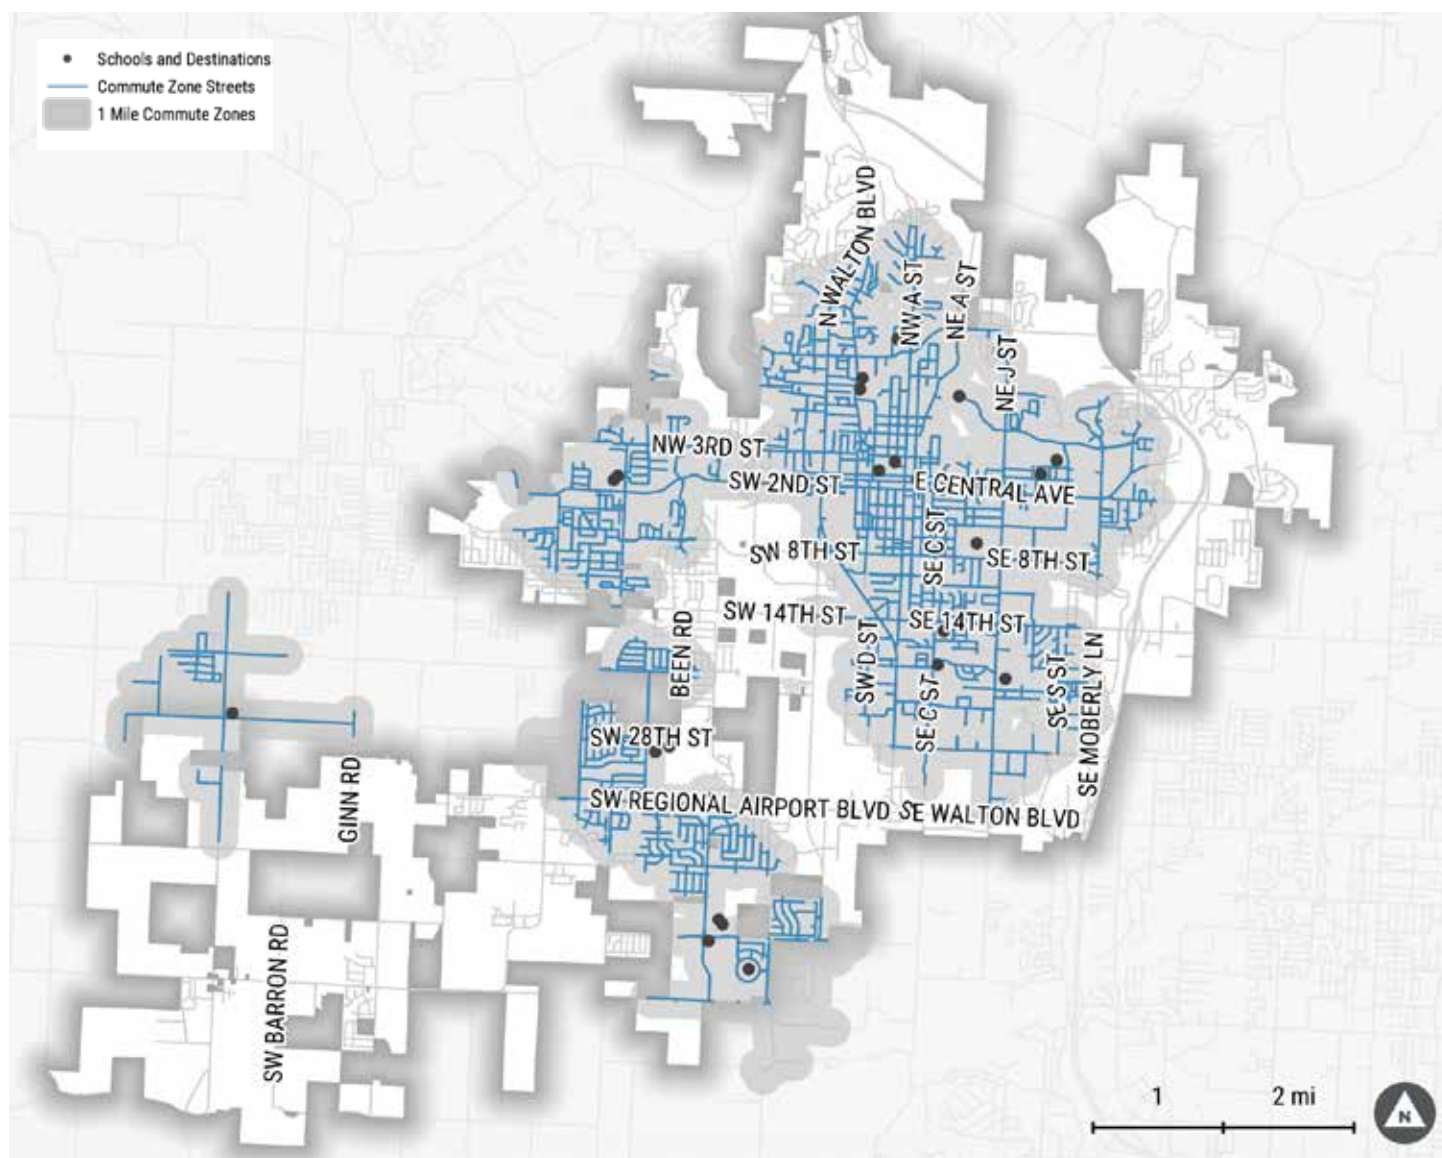 Schools and Destinations
Commute Zone Streets
1 Mile Commute Zones
N WALTON BLVD
NW A ST
NE A ST
NE J ST
NW 3RD ST
SW 2ND ST
E CENTRAL AVE
SE C ST
SW 8TH ST
SE 8TH ST
SW 14TH ST
SE 14TH ST
BEEN RD
SW D ST
SE C ST
SE S ST
SE MOBERLY LN
SW 28TH ST
GINN RD
SW REGIONAL AIRPORT BLVD SE WALTON BLVD
SW BARRON RD
1 2 mi
N